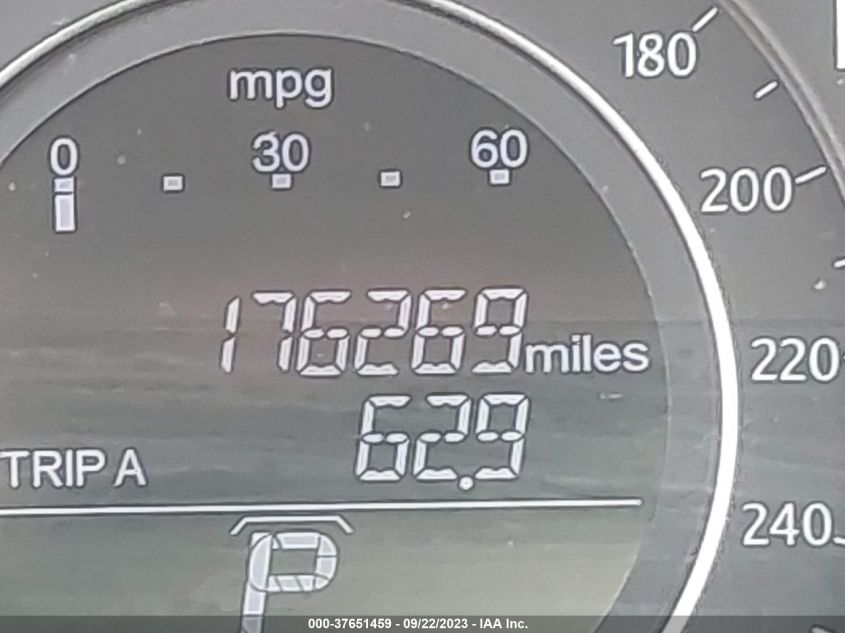 mpg
0 30 60
176269 miles
TRIP A 62.9
P
180
200
220
240
000-37651459 - 09/22/2023 - IAA Inc.